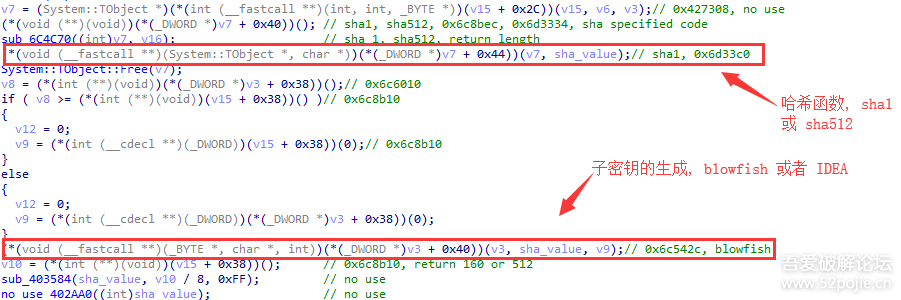 v7 = (System::TObject *)(*(int (__fastcall **)(int, int, _BYTE *))(v15 + 0x2C))(v15, v6, v3);// 0x427308, no use
(*(void (**)(void))(*(_DWORD *)v7 + 0x40))(); // sha1, sha512, 0x6c8bec, 0x6d3334, sha specified code
sub_6C4C70((int)v7, v16); // sha 1, sha512, return length
*(void (__fastcall **)(System::TObject *, char *))(*(_DWORD *)v7 + 0x44))(v7, sha_value);// sha1, 0x6d33c0
System::TObject::Free(v7);
v8 = (*(int (**)(void))(*(_DWORD *)v3 + 0x38))();// 0x6c6010
if ( v8 >= (*(int (**)(void))(v15 + 0x38))() )// 0x6c8b10
{
v12 = 0;
v9 = (*(int (__cdecl **)(_DWORD))(v15 + 0x38))(0);// 0x6c8b10
}
else
{
v12 = 0;
v9 = (*(int (__cdecl **)(_DWORD))(*(_DWORD *)v3 + 0x38))(0);
}
(*(void (__fastcall **)(_BYTE *, char *, int))(*(_DWORD *)v3 + 0x40))(v3, sha_value, v9);// 0x6c542c, blowfish
v10 = (*(int (**)(void))(v15 + 0x38))(); // 0x6c8b10, return 160 or 512
sub_403584(sha_value, v10 / 8, 0xFF); // no use
no_use_402AA0((int)sha_value); // no use
哈希函数, sha1
或 sha512
子密钥的生成, blowfish 或者 IDEA
吾爱破解论坛
www.52pojie.cn